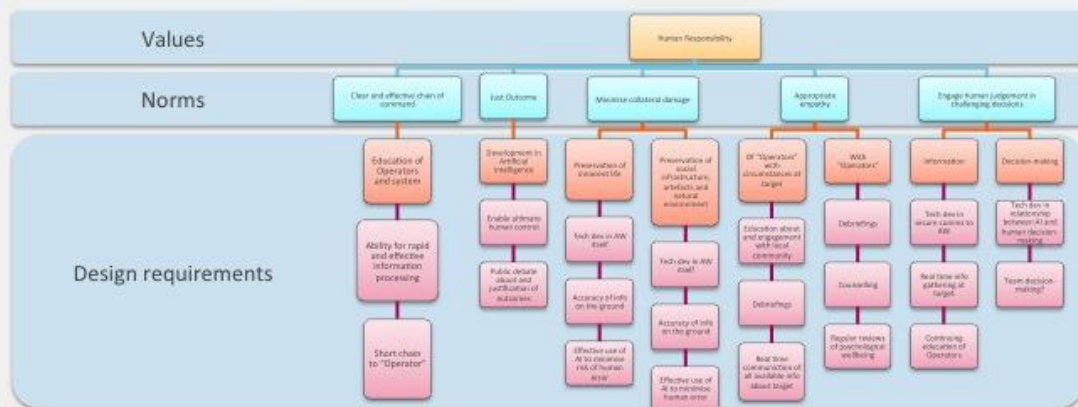 Values
Human Responsibility
Norms
Clear and effective chain of
command
Just Outcome
Minimise collateral damage
Appropriate
empathy
Engage human judgement in
challenging decisions
Design requirements
Education of
Operators
and system
Ability for rapid
and effective
information
processing
Short chain
to "Operator"
Development in
Artificial
Intelligence
Enable ultimate
human control
Public debate
about and
justification of
outcomes
Preservation of
innocent life
Tech dev in AW
itself
Accuracy of info
on the ground
Effective use of
AI to minimise
risk of human
error
Preservation of
social
infrastructure,
artefacts and
natural
environment
Tech dev in AW
itself
Accuracy of info
on the ground
Effective use of
AI to minimise
human error
Of "Operators"
with
circumstances at
target
Education about
and engagement
with local
community
Debriefings
Real time
communication of
all available info
about target
With
"Operators"
Debriefings
Counselling
Regular reviews
of psychological
wellbeing
Information
Tech dev in
secure comms to
AW
Real time info
gathering at
target
Continuing
education of
Operators
Decision-making
Tech dev in
relationship
between AI and
human decision-
making
Team decision-
making?